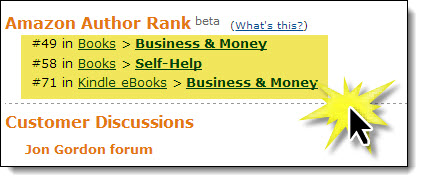 Amazon Author Rank beta (What's this?)
#49 in Books > Business & Money
#58 in Books > Self-Help
#71 in Kindle eBooks > Business & Money
Customer Discussions
Jon Gordon forum